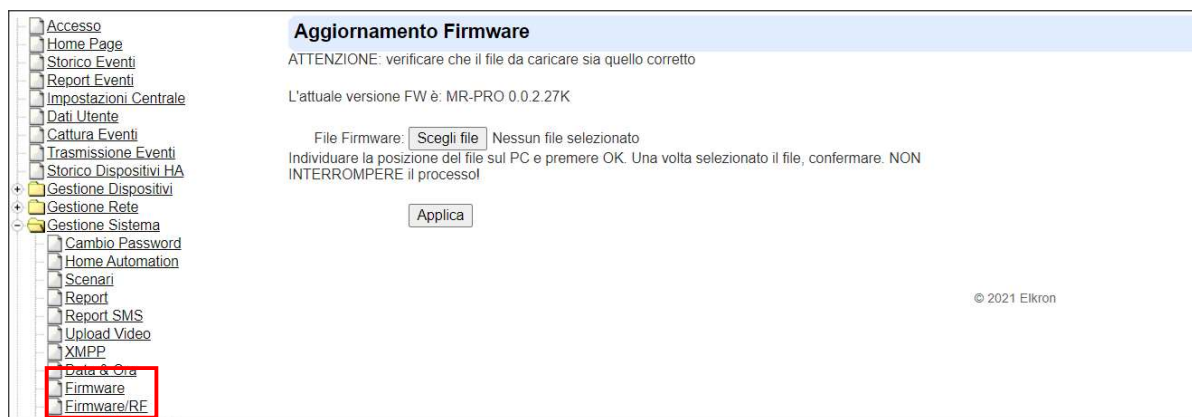 Accesso
Home Page
Storico Eventi
Report Eventi
Impostazioni Centrale
Dati Utente
Cattura Eventi
Trasmissione Eventi
Storico Dispositivi HA
Gestione Dispositivi
Gestione Rete
Gestione Sistema
Cambio Password
Home Automation
Scenari
Report
Report SMS
Upload Video
XMPP
Data & Ora
Firmware
Firmware/RF
Aggiornamento Firmware
ATTENZIONE: verificare che il file da caricare sia quello corretto
L'attuale versione FW è: MR-PRO 0.0.2.27K
File Firmware: Scegli file Nessun file selezionato
Individuare la posizione del file sul PC e premere OK. Una volta selezionato il file, confermare. NON
INTERROMPERE il processo!
Applica
© 2021 Elkron